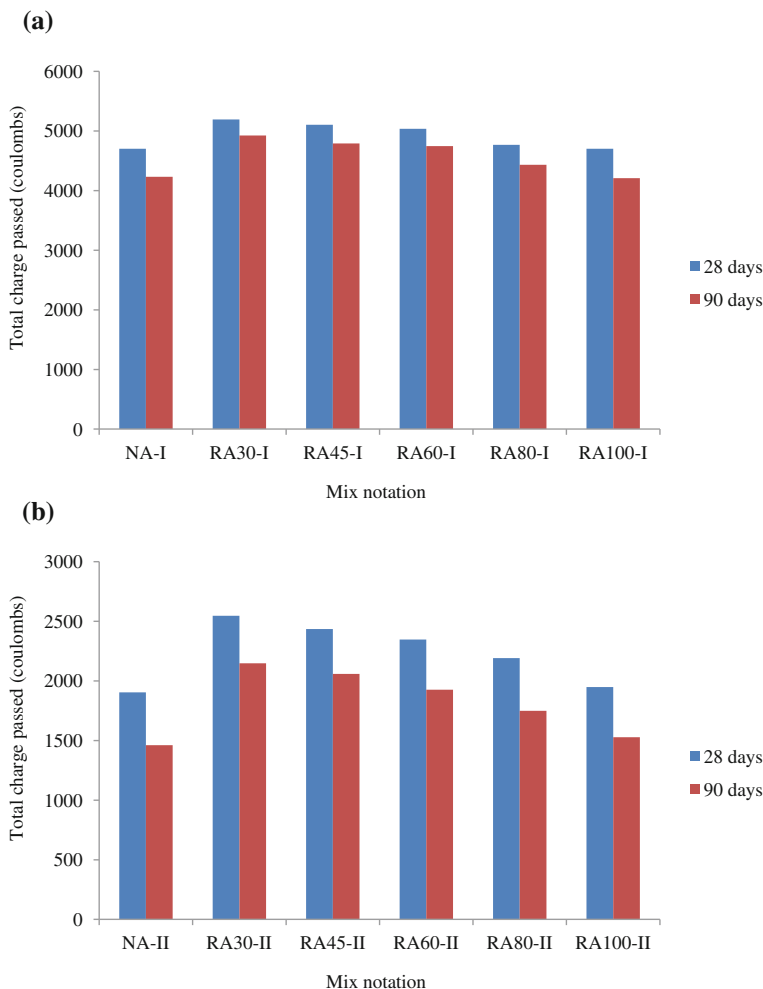 (a)
Total charge passed (coulombs)
6000
5000
4000
3000
2000
1000
0
NA-I RA30-I RA45-I RA60-I RA80-I RA100-I
Mix notation
28 days
90 days
(b)
Total charge passed (coulombs)
3000
2500
2000
1500
1000
500
0
NA-II RA30-II RA45-II RA60-II RA80-II RA100-II
Mix notation
28 days
90 days